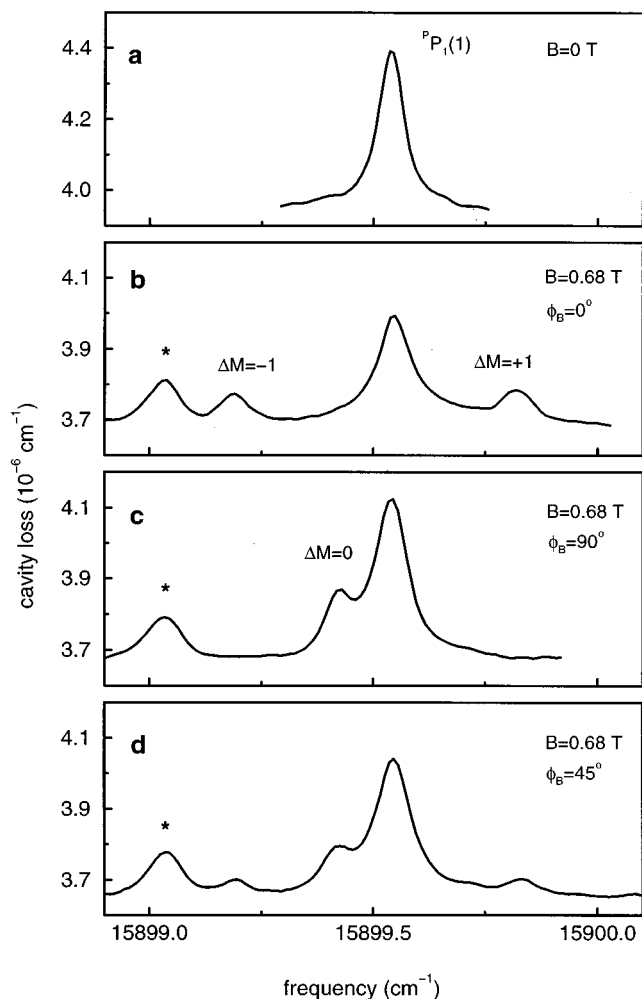 a
ᴾP₁(1)
B=0 T
4.4
4.2
4.0
b
B=0.68 T
ϕ_B=0°
4.1
3.9
3.7
*
ΔM=−1
ΔM=+1
c
B=0.68 T
ϕ_B=90°
4.1
3.9
3.7
*
ΔM=0
d
B=0.68 T
ϕ_B=45°
4.1
3.9
3.7
*
cavity loss (10⁻⁶ cm⁻¹)
15899.0 15899.5 15900.0
frequency (cm⁻¹)